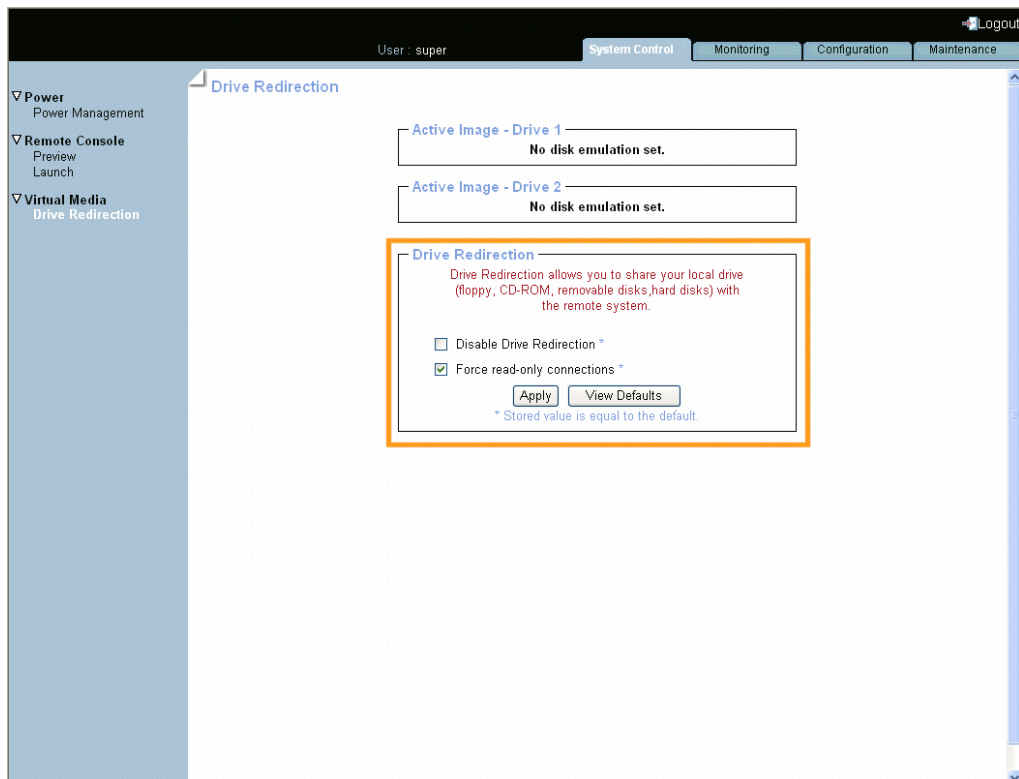 Logout
User : super
System Control
Monitoring
Configuration
Maintenance
Power
Power Management
Remote Console
Preview
Launch
Virtual Media
Drive Redirection
Drive Redirection
Active Image - Drive 1
No disk emulation set.
Active Image - Drive 2
No disk emulation set.
Drive Redirection
Drive Redirection allows you to share your local drive
(floppy, CD-ROM, removable disks,hard disks) with
the remote system.
Disable Drive Redirection *
Force read-only connections *
Apply
View Defaults
* Stored value is equal to the default.